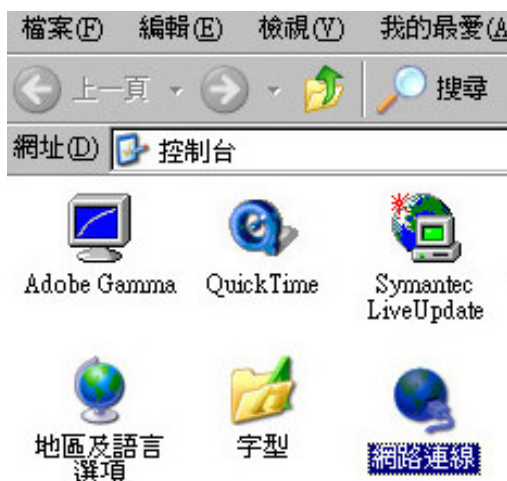 檔案(F) 編輯(E) 檢視(V) 我的最愛(A
上一頁 搜尋
網址(D) 控制台
Adobe Gamma QuickTime Symantec LiveUpdate
地區及語言選項 字型 網路連線